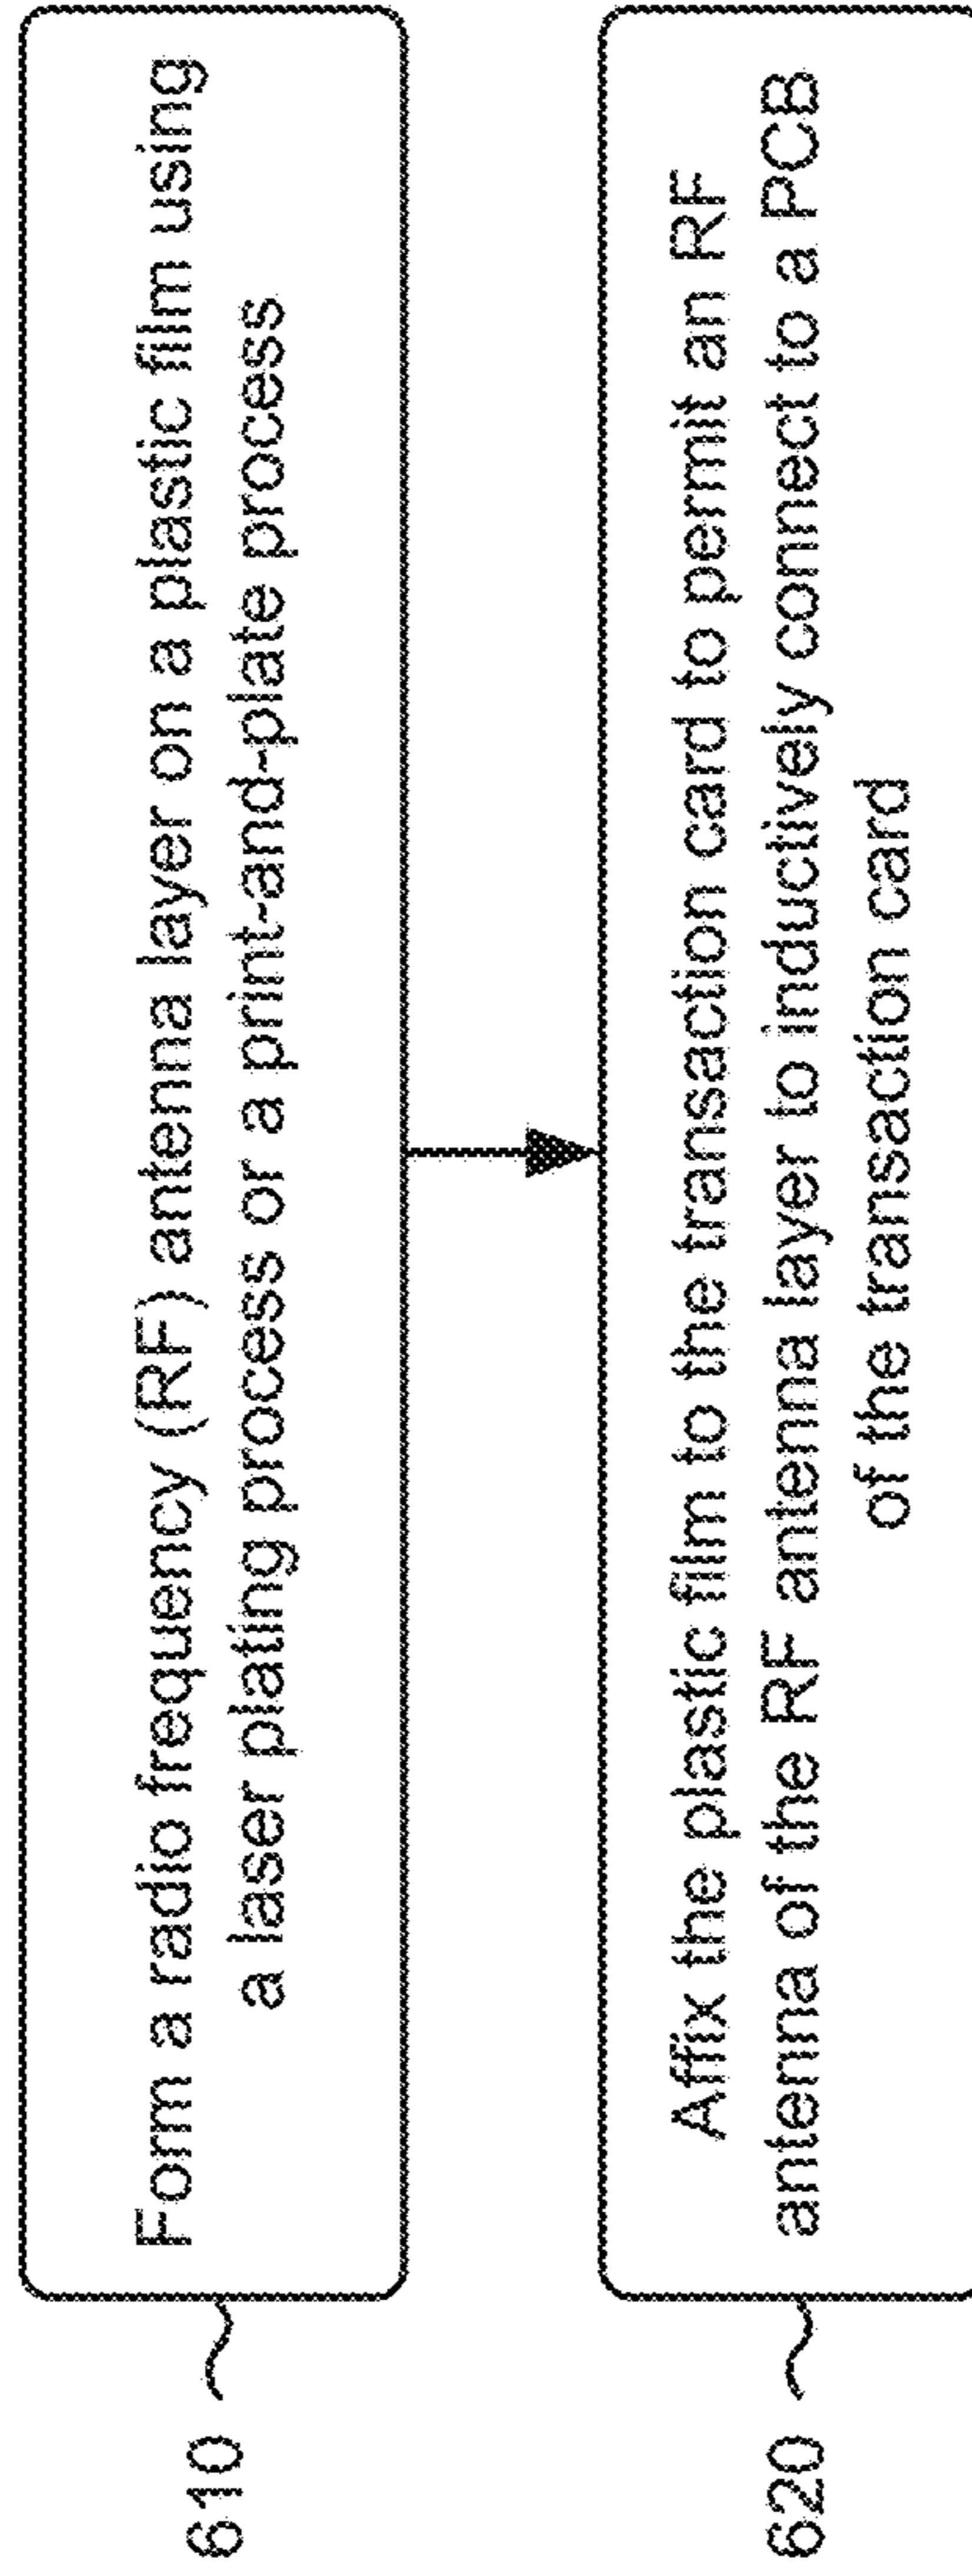 610
Form a radio frequency (RF) antenna layer on a plastic film using
a laser plating process or a print-and-plate process
620
Affix the plastic film to the transaction card to permit an RF
antenna of the RF antenna layer to inductively connect to a PCB
of the transaction card